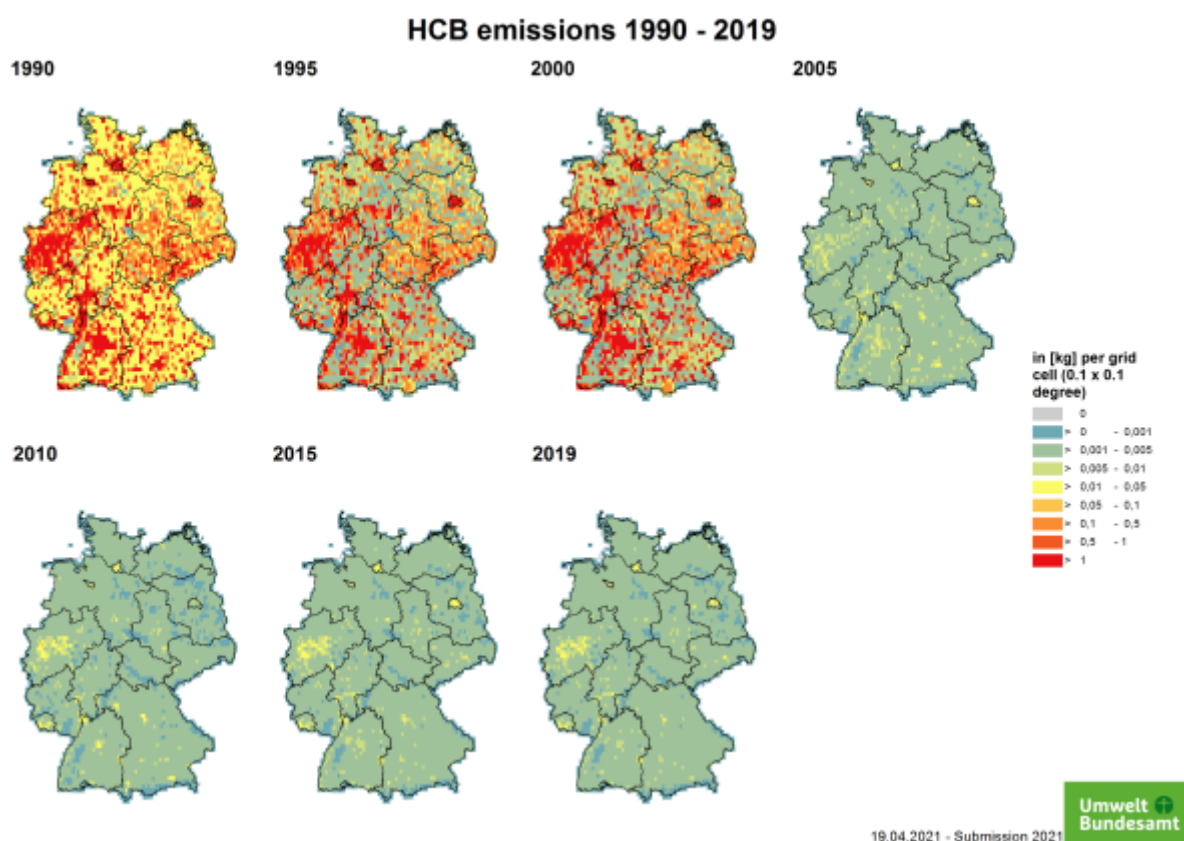 HCB emissions 1990 - 2019
1990
1995
2000
2005
in [kg] per grid
cell (0.1 x 0.1
degree)
0
> 0 - 0,001
> 0,001 - 0,005
> 0,005 - 0,01
> 0,01 - 0,05
> 0,05 - 0,1
> 0,1 - 0,5
> 0,5 - 1
> 1
2010
2015
2019
Umwelt
Bundesamt
19.04.2021 - Submission 2021